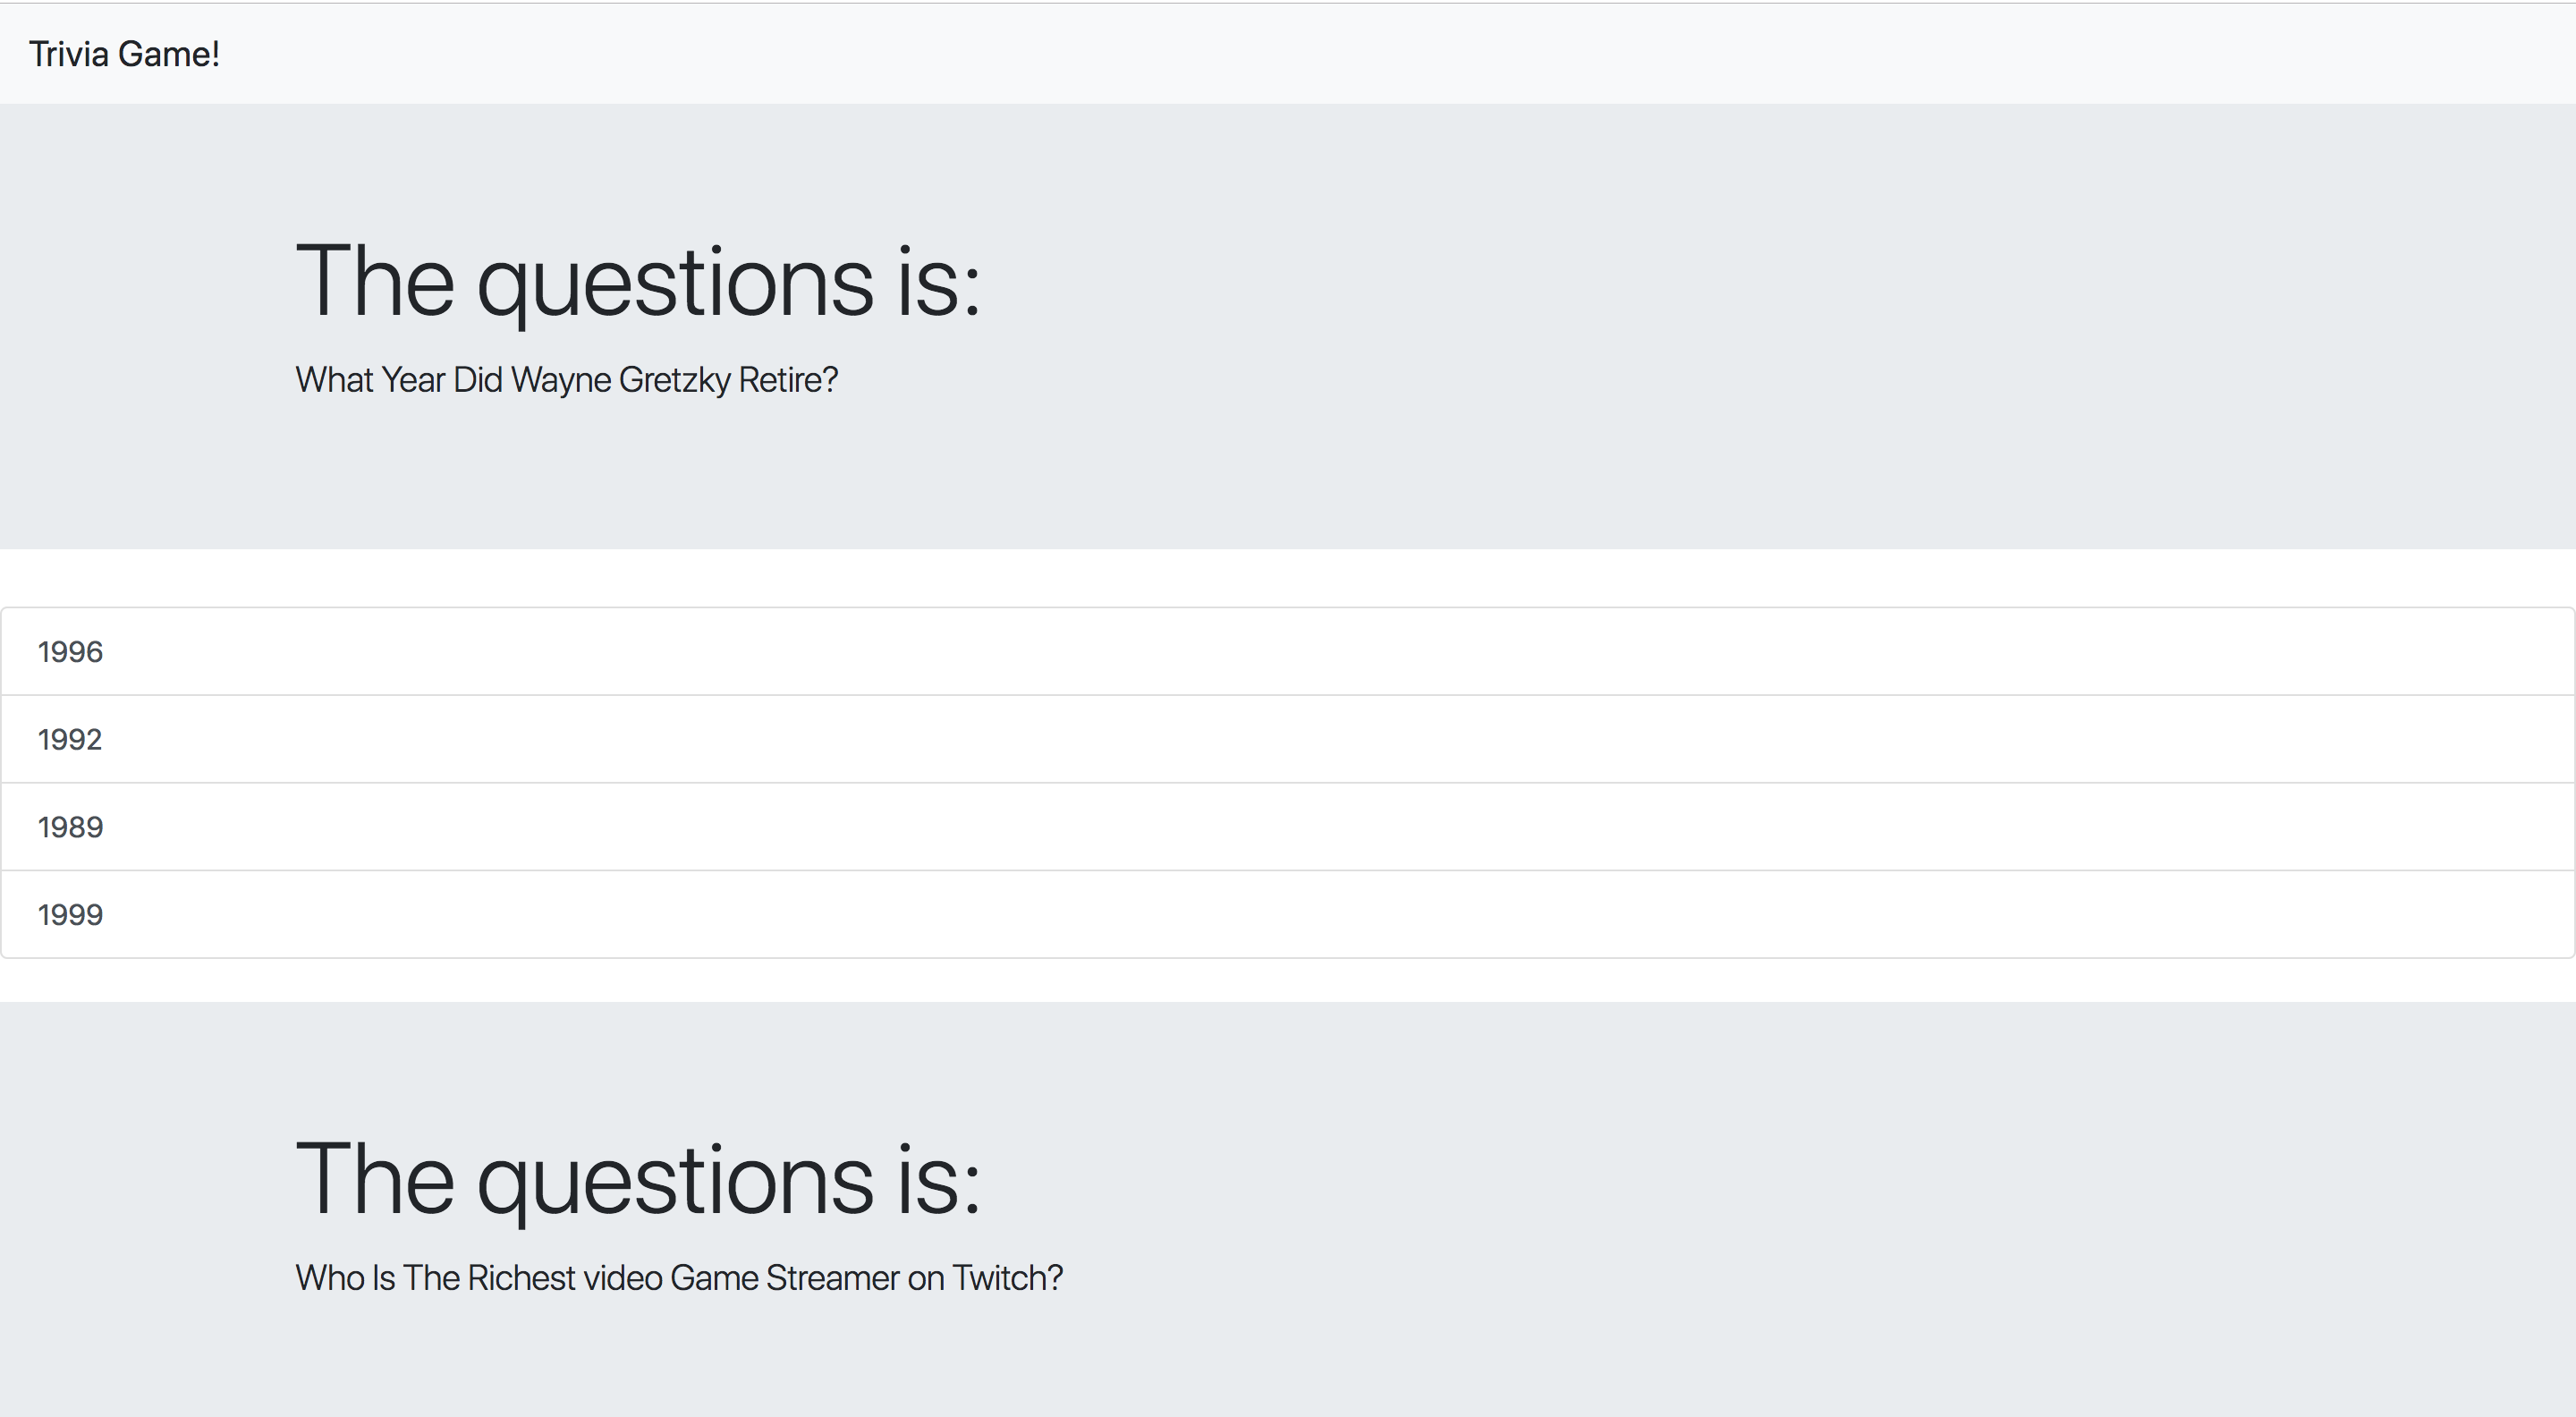 Trivia Game!
The questions is:
What Year Did Wayne Gretzky Retire?
1996
1992
1989
1999
The questions is:
Who Is The Richest video Game Streamer on Twitch?